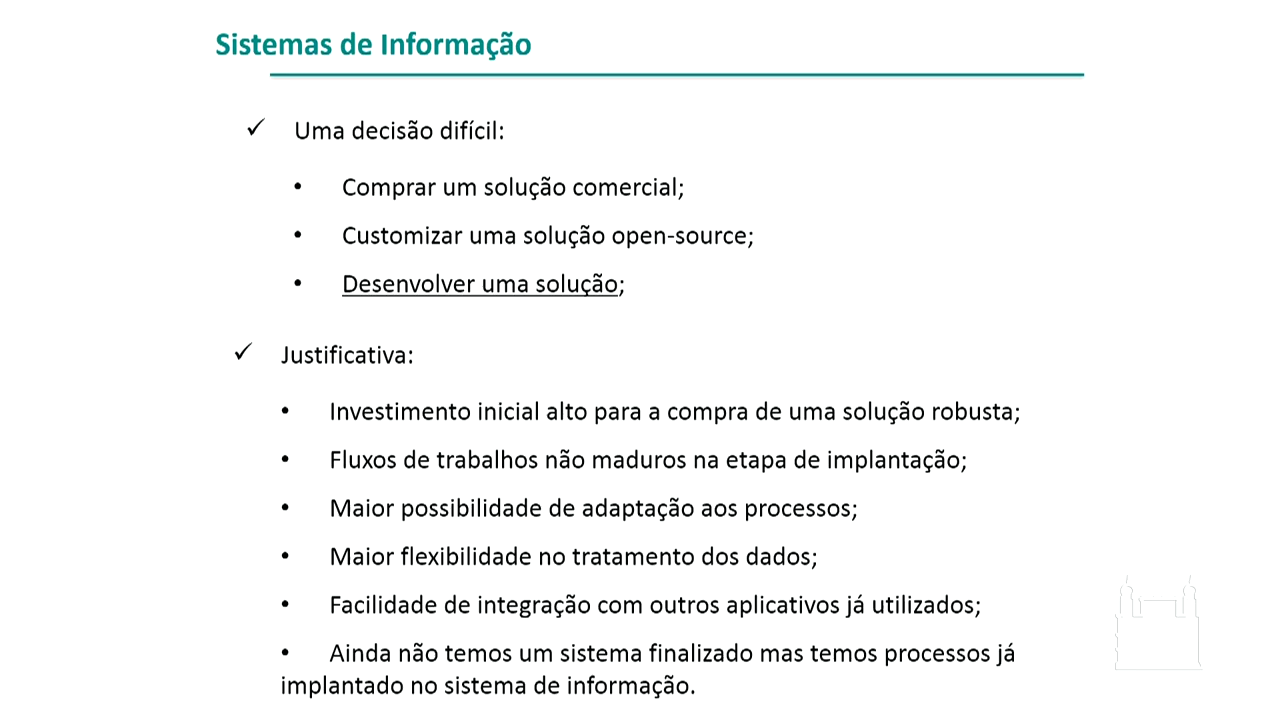 Sistemas de Informação
✓ Uma decisão difícil:
• Comprar um solução comercial;
• Customizar uma solução open-source;
• Desenvolver uma solução;
✓ Justificativa:
• Investimento inicial alto para a compra de uma solução robusta;
• Fluxos de trabalhos não maduros na etapa de implantação;
• Maior possibilidade de adaptação aos processos;
• Maior flexibilidade no tratamento dos dados;
• Facilidade de integração com outros aplicativos já utilizados;
• Ainda não temos um sistema finalizado mas temos processos já
implantado no sistema de informação.